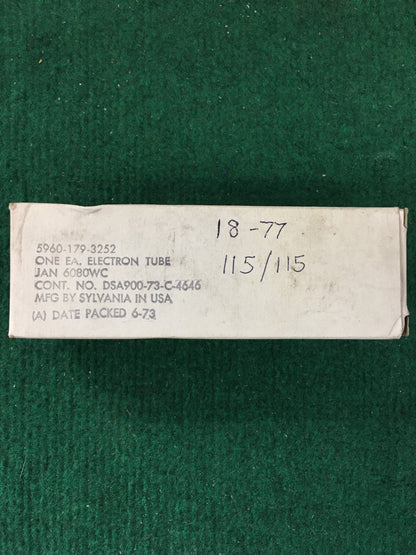 5960-179-3252
ONE EA. ELECTRON TUBE
JAN 6080WC
CONT. NO. DSA900-73-C-4646
MFG BY SYLVANIA IN USA
(A) DATE PACKED 6-73
18-77
115/115